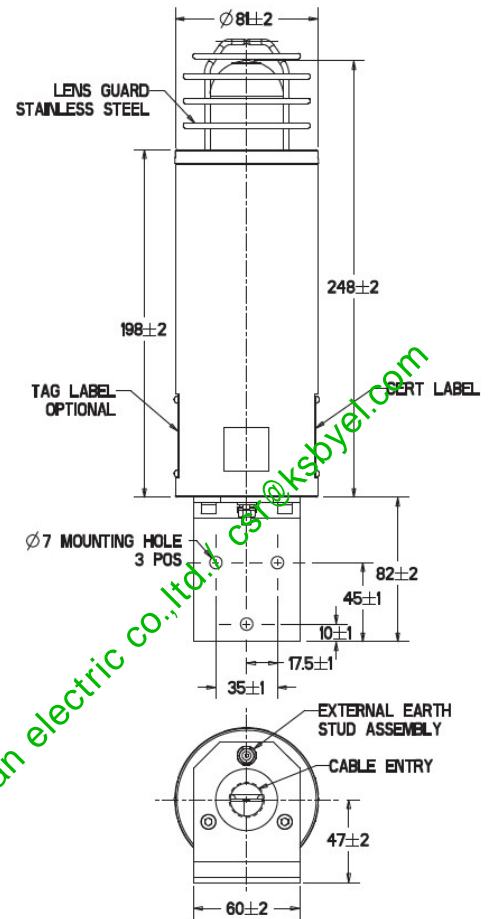 Ø81±2
LENS GUARD
STAINLESS STEEL
248±2
198±2
TAG LABEL
OPTIONAL
CERT LABEL
Ø7 MOUNTING HOLE
3 POS
82±2
45±1
10±1
17.5±1
35±1
an electric co.,ltd./ csr@ksbyel.com
EXTERNAL EARTH
STUD ASSEMBLY
CABLE ENTRY
47±2
60±2